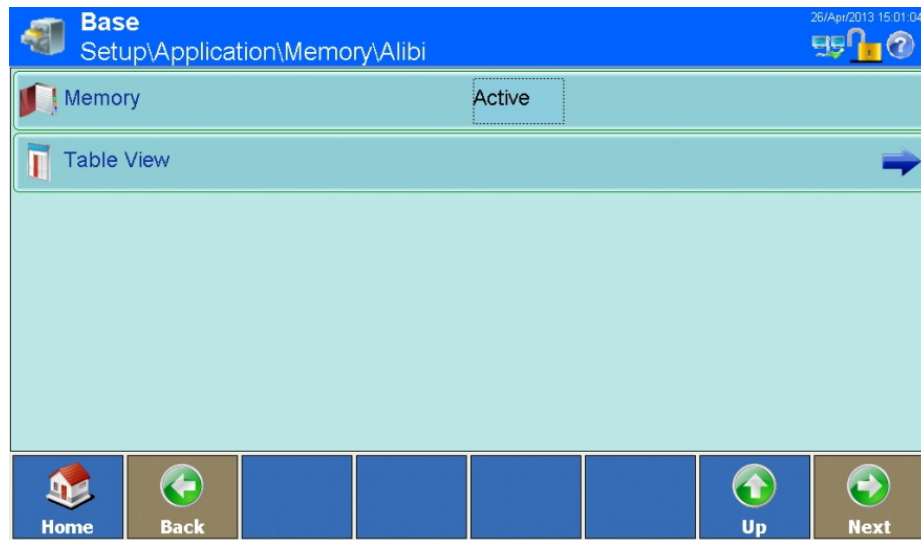 Base
26/Apr/2013 15:01:04
Setup\Application\Memory\Alibi
Memory
Active
Table View
Home
Back
Up
Next